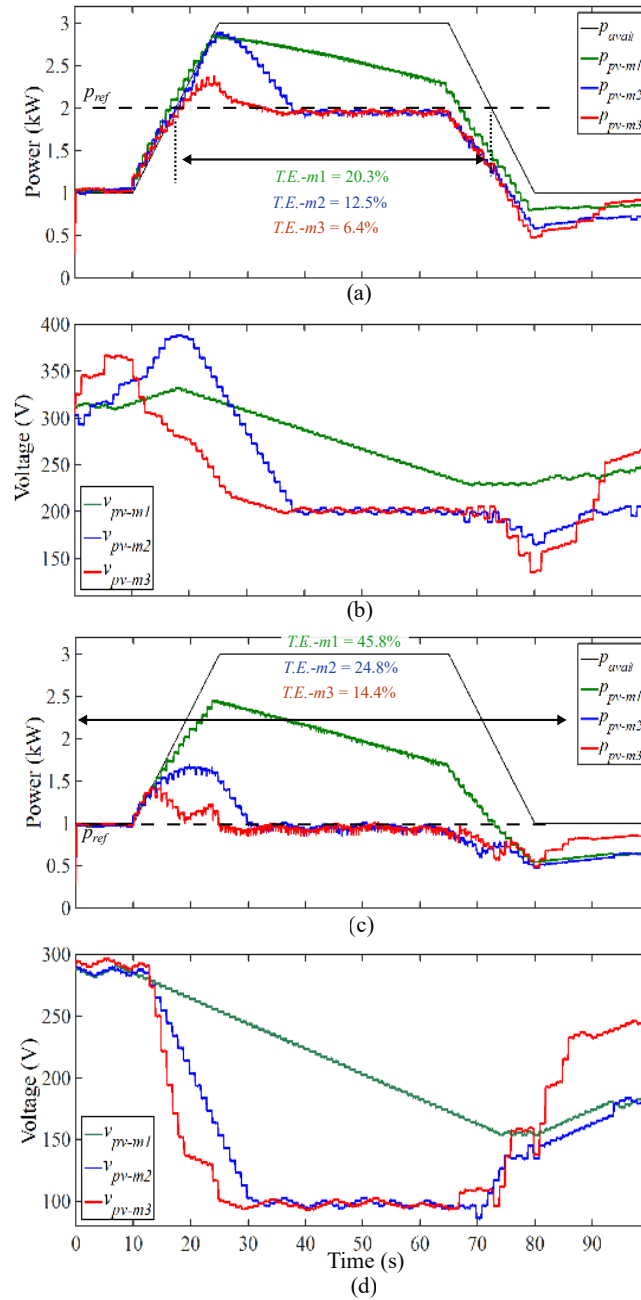 3
2.5
2
1.5
1
0.5
0
Power (kW)
p_ref
T.E.-m1 = 20.3%
T.E.-m2 = 12.5%
T.E.-m3 = 6.4%
p_avail
p_pv-m1
p_pv-m2
p_pv-m3
(a)
400
350
300
250
200
150
Voltage (V)
v_pv-m1
v_pv-m2
v_pv-m3
(b)
3
2.5
2
1.5
1
0.5
0
Power (kW)
p_ref
T.E.-m1 = 45.8%
T.E.-m2 = 24.8%
T.E.-m3 = 14.4%
p_avail
p_pv-m1
p_pv-m2
p_pv-m3
(c)
300
250
200
150
100
Voltage (V)
v_pv-m1
v_pv-m2
v_pv-m3
0 10 20 30 40 50 60 70 80 90
Time (s)
(d)